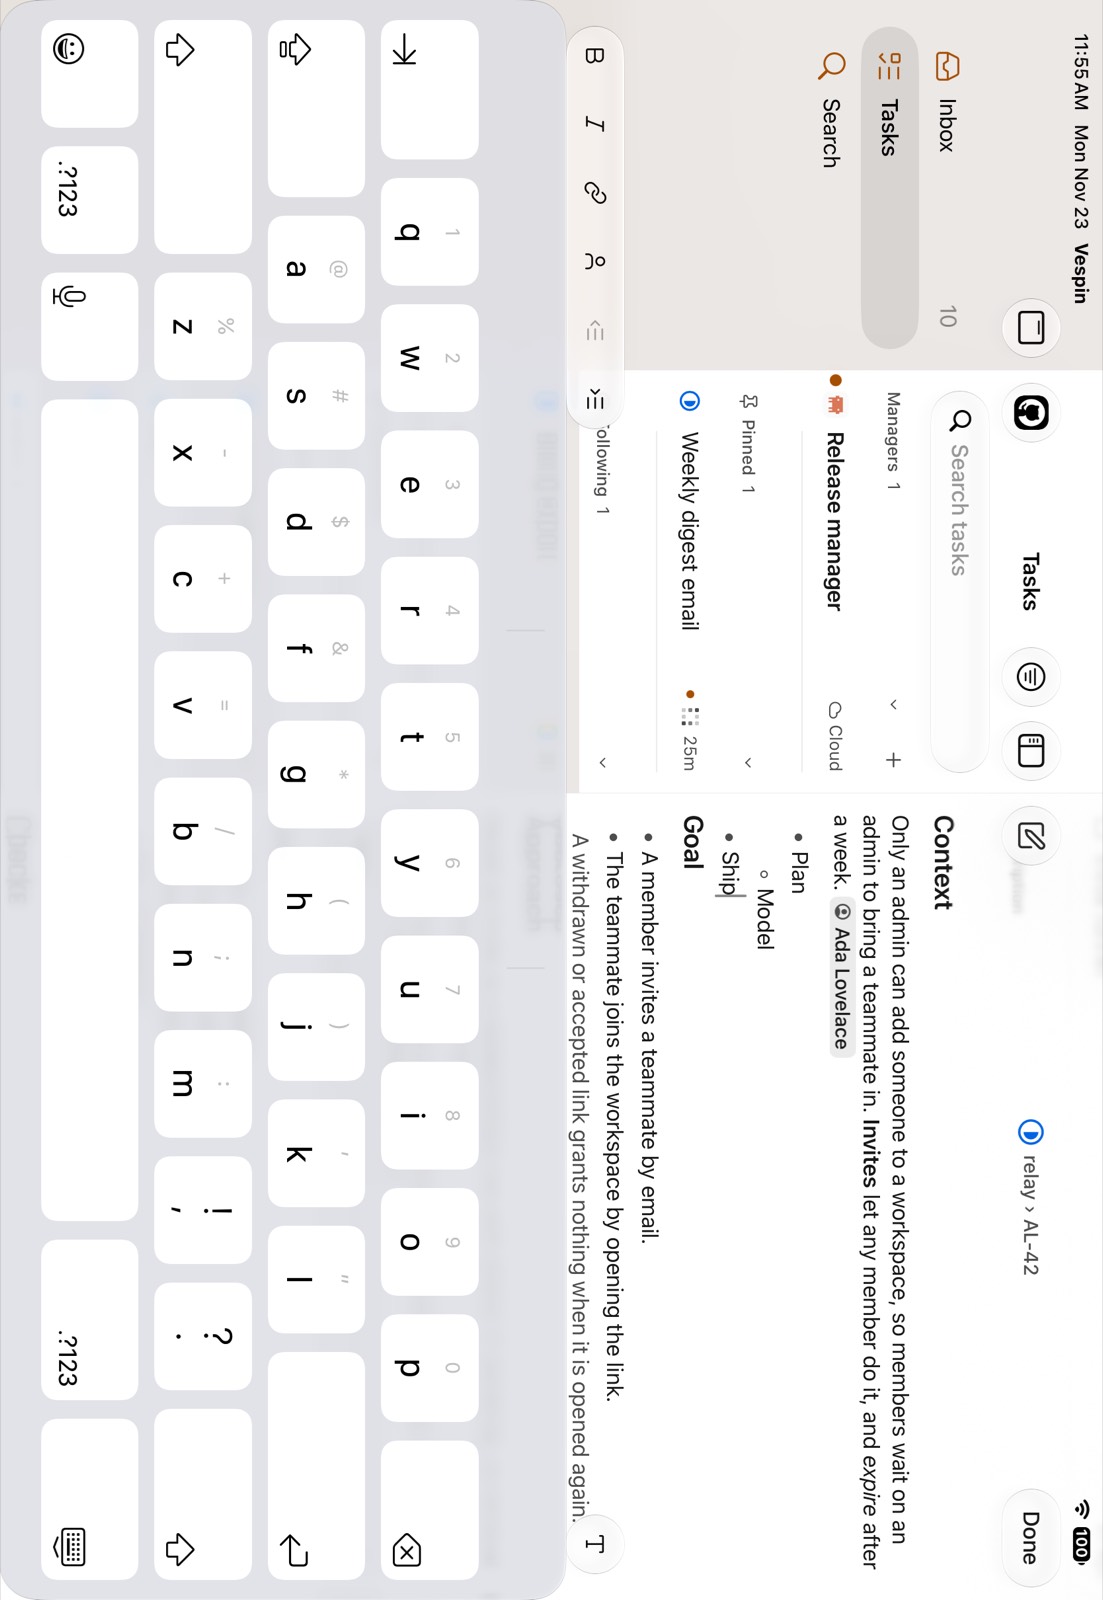 11:55 AM Mon Nov 23 Vespin
100
Inbox 10
Tasks
Search
Tasks
Search tasks
Managers 1
Release manager Cloud
Pinned 1
Weekly digest email 25m
ollowing 1
relay › AL-42
Done
Context
Only an admin can add someone to a workspace, so members wait on an
admin to bring a teammate in. Invites let any member do it, and expire after
a week. Ada Lovelace
• Plan
◦ Model
• Ship
Goal
• A member invites a teammate by email.
• The teammate joins the workspace by opening the link.
A withdrawn or accepted link grants nothing when it is opened again.
B I T
Approach
1 2 3 4 5 6 7 8 9 0
q w e r t y u i o p
@ # $ & * ( ) ' "
a s d f g h j k l
% - + = / ; : ! ?
z x c v b n m , .
.?123 .?123
Checks